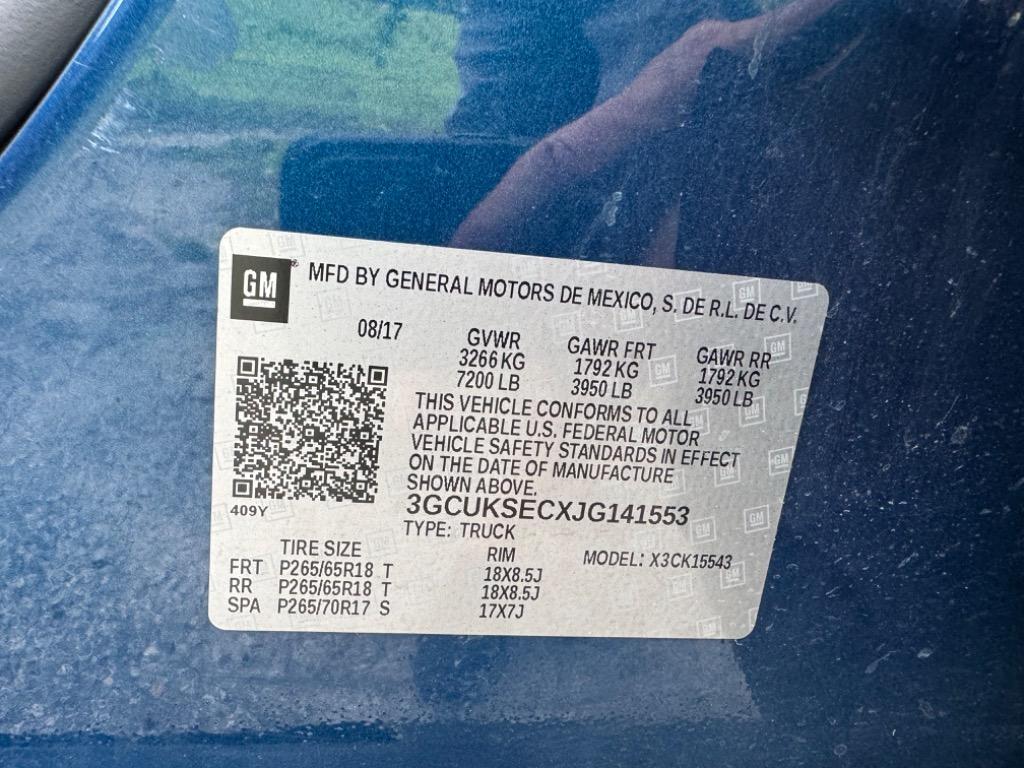 GM
MFD BY GENERAL MOTORS DE MEXICO, S. DE R.L. DE C.V.
08/17 GVWR GAWR FRT GAWR RR
3266 KG 1792 KG 1792 KG
7200 LB 3950 LB 3950 LB
THIS VEHICLE CONFORMS TO ALL
APPLICABLE U.S. FEDERAL MOTOR
VEHICLE SAFETY STANDARDS IN EFFECT
ON THE DATE OF MANUFACTURE
SHOWN ABOVE.
409Y
3GCUKSECXJG141553
TYPE: TRUCK
TIRE SIZE RIM MODEL: X3CK15543
FRT P265/65R18 T 18X8.5J
RR P265/65R18 T 18X8.5J
SPA P265/70R17 S 17X7J